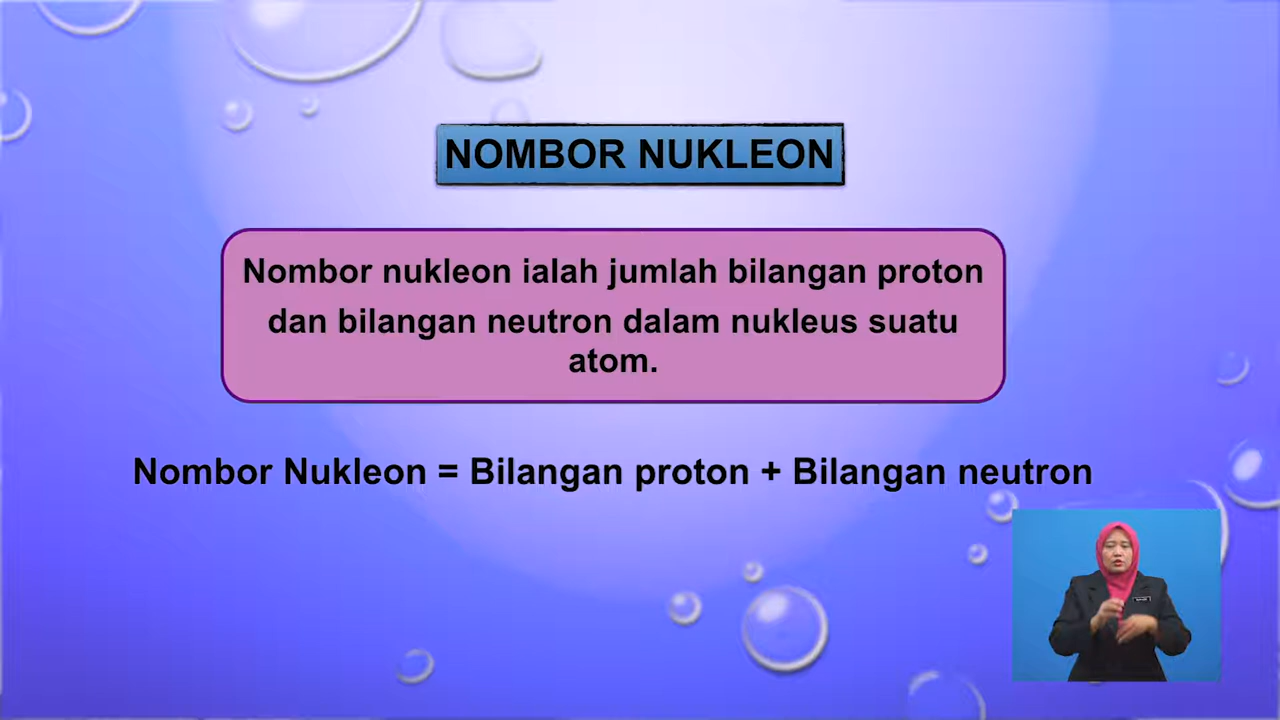 NOMBOR NUKLEON
Nombor nukleon ialah jumlah bilangan proton
dan bilangan neutron dalam nukleus suatu
atom.
Nombor Nukleon = Bilangan proton + Bilangan neutron